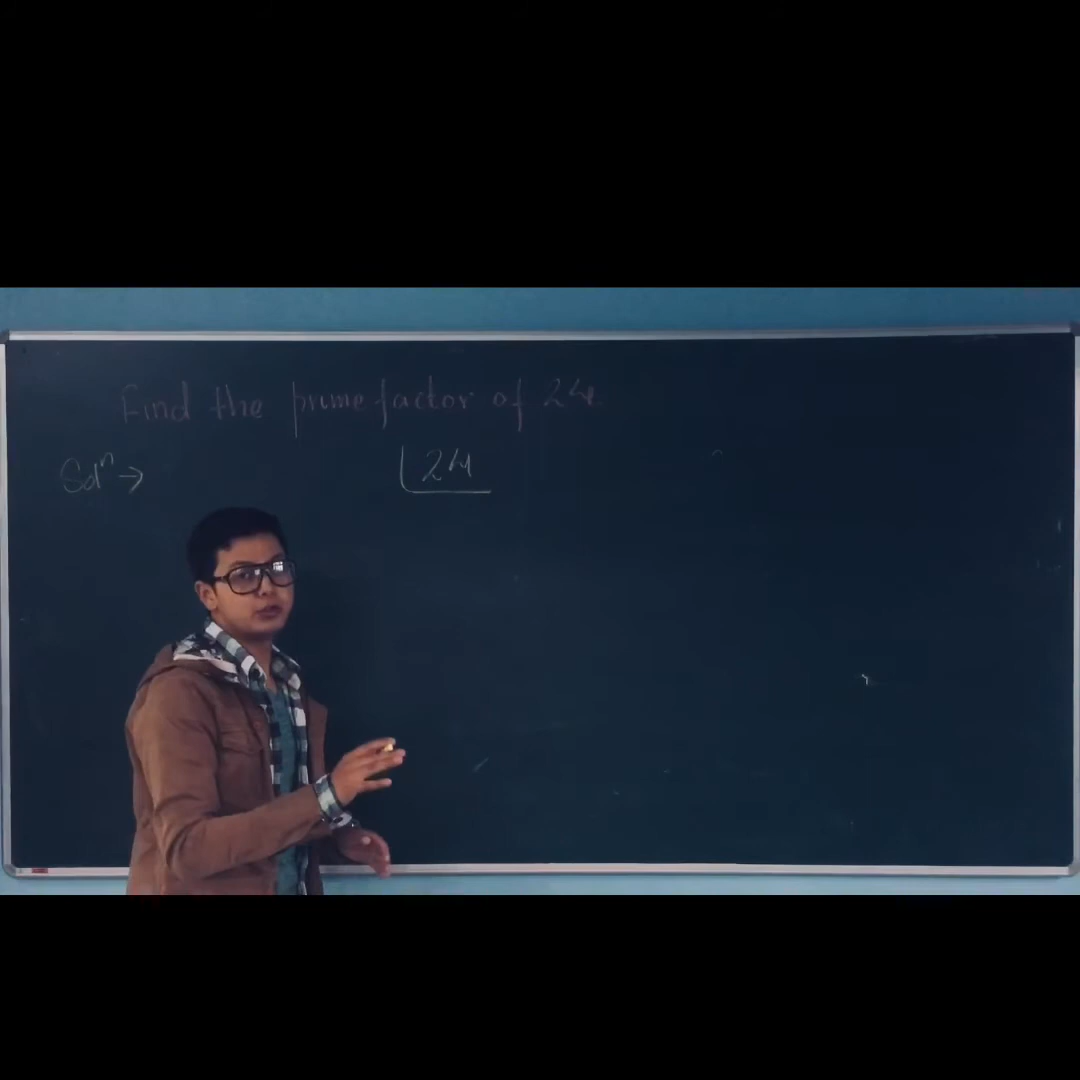 Find the prime factor of 24.
Solⁿ → 24